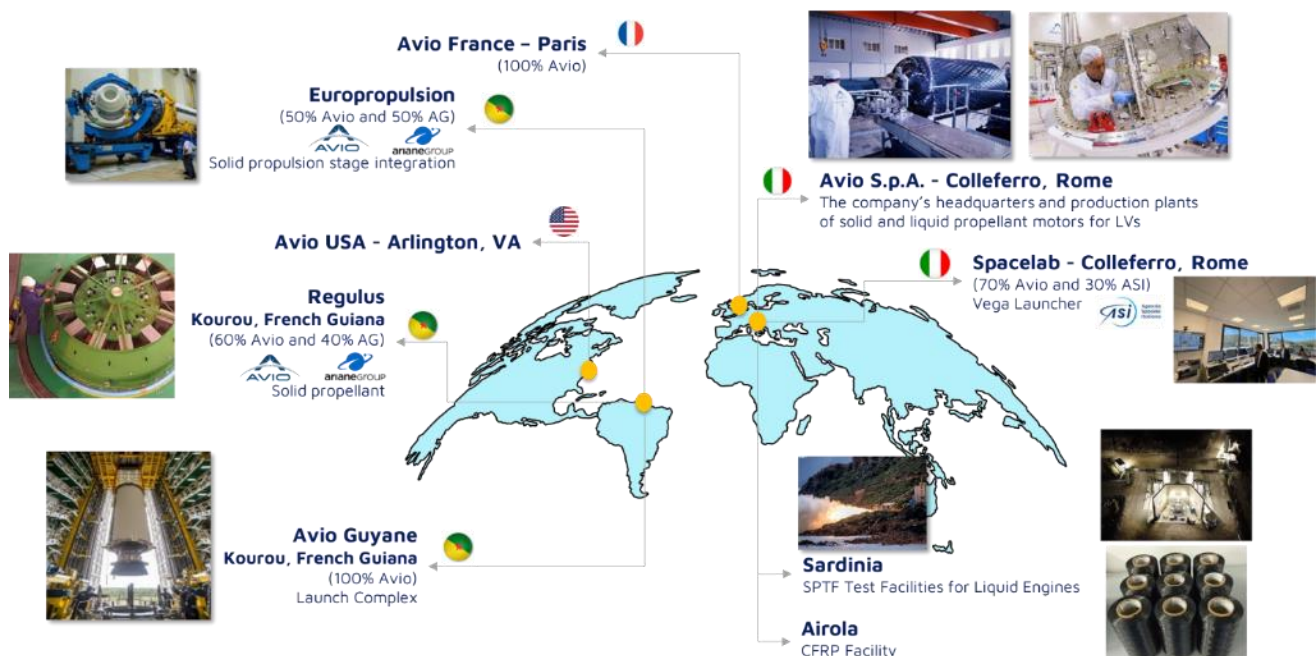 Avio France – Paris
(100% Avio)
Europropulsion
(50% Avio and 50% AG)
AVIO
arianeGROUP
Solid propulsion stage integration
Avio USA - Arlington, VA
Regulus
Kourou, French Guiana
(60% Avio and 40% AG)
AVIO
arianeGROUP
Solid propellant
Avio Guyane
Kourou, French Guiana
(100% Avio)
Launch Complex
Avio S.p.A. - Colleferro, Rome
The company's headquarters and production plants
of solid and liquid propellant motors for LVs
Spacelab - Colleferro, Rome
(70% Avio and 30% ASI)
Vega Launcher
asi
Sardinia
SPTF Test Facilities for Liquid Engines
Airola
CFRP Facility